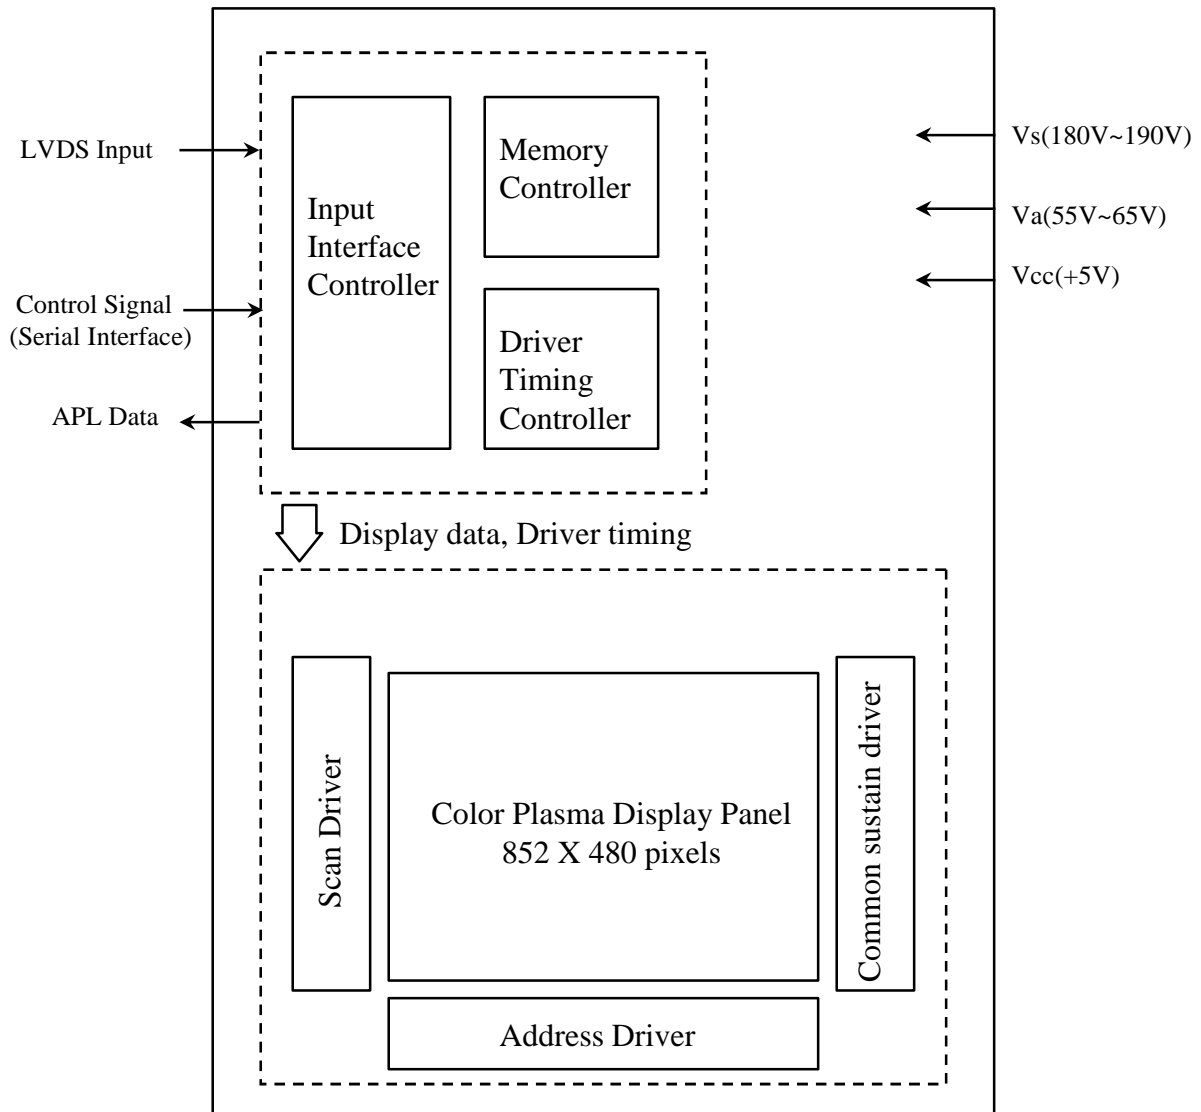 LVDS Input
Control Signal
(Serial Interface)
APL Data
Input
Interface
Controller
Memory
Controller
Driver
Timing
Controller
Vs(180V~190V)
Va(55V~65V)
Vcc(+5V)
Display data, Driver timing
Scan Driver
Color Plasma Display Panel
852 X 480 pixels
Common sustain driver
Address Driver